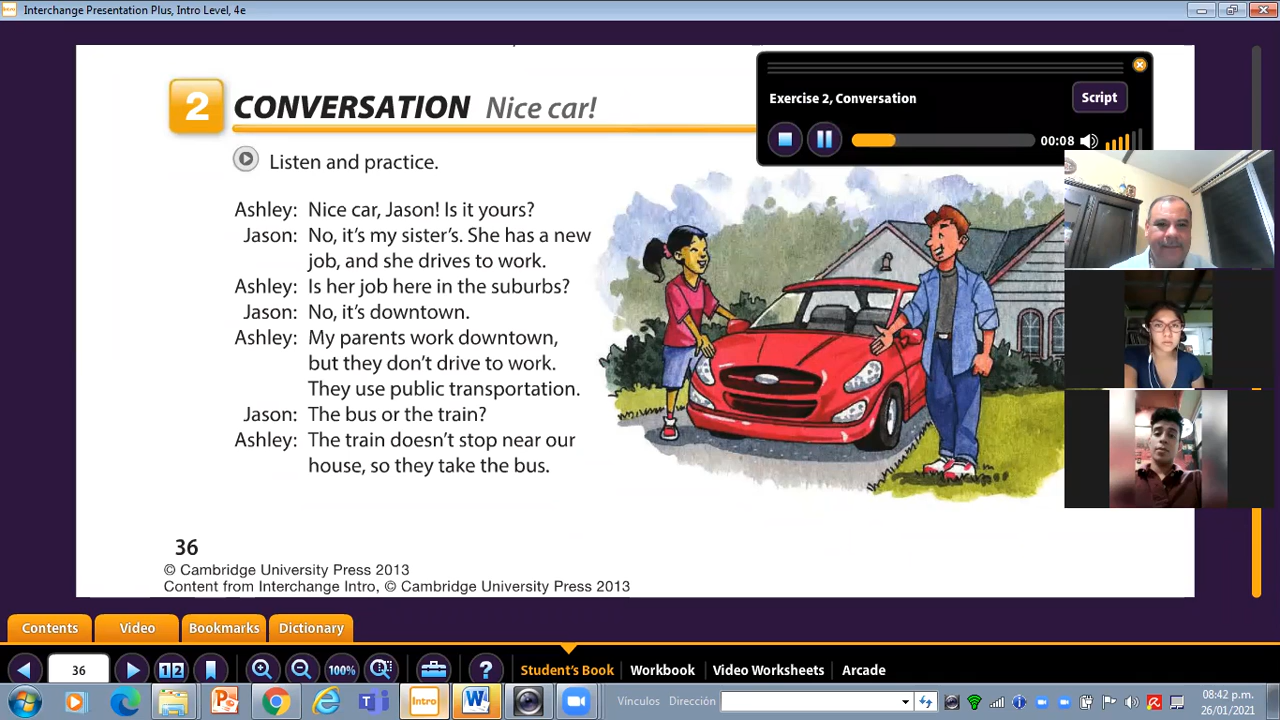 Interchange Presentation Plus, Intro Level, 4e
2 CONVERSATION Nice car!
Listen and practice.
Ashley: Nice car, Jason! Is it yours?
Jason: No, it's my sister's. She has a new
job, and she drives to work.
Ashley: Is her job here in the suburbs?
Jason: No, it's downtown.
Ashley: My parents work downtown,
but they don't drive to work.
They use public transportation.
Jason: The bus or the train?
Ashley: The train doesn't stop near our
house, so they take the bus.
Exercise 2, Conversation
Script
00:08
36
© Cambridge University Press 2013
Content from Interchange Intro, © Cambridge University Press 2013
Contents Video Bookmarks Dictionary
36 12 100% ? Student's Book Workbook Video Worksheets Arcade
Intro Vínculos Dirección
08:42 p.m.
26/01/2021